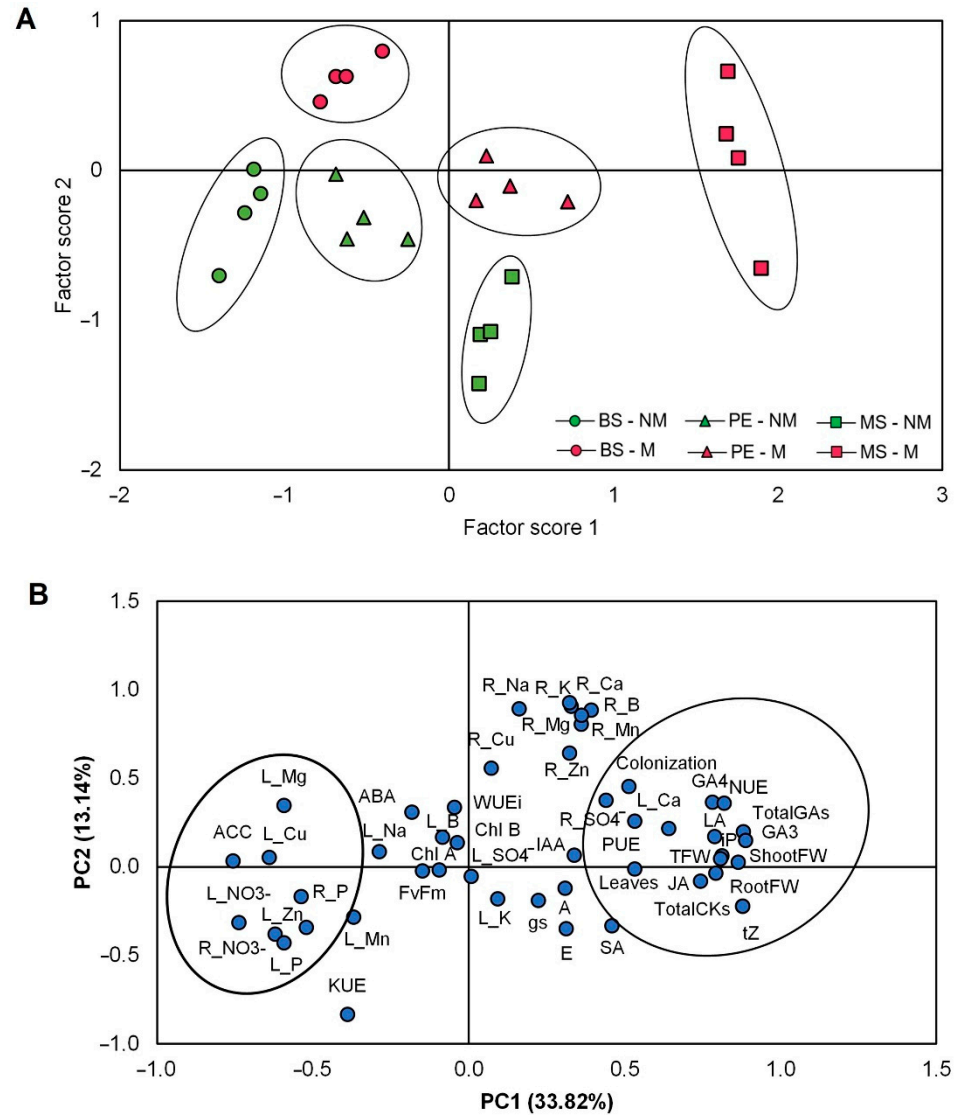 A
1
0
−1
−2
Factor score 2
−2
−1
0
1
2
3
Factor score 1
BS - NM
PE - NM
MS - NM
BS - M
PE - M
MS - M
B
1.5
1.0
0.5
0.0
−0.5
−1.0
PC2 (13.14%)
R_Na
R_K
R_Ca
R_B
R_Mg
R_Mn
R_Cu
R_Zn
Colonization
L_Mg
ABA
WUEi
GA4
NUE
ACC
L_Cu
L_Na
L_B
Chl B
R_SO4-
L_Ca
LA
TotalGAs
GA3
Chl A
L_SO4-
IAA
PUE
iP
TFW
ShootFW
FvFm
Leaves
JA
RootFW
L_NO3-
R_P
L_Zn
R_NO3-
L_P
L_Mn
L_K
gs
A
E
SA
TotalCKs
tZ
KUE
−1.0
−0.5
0.0
0.5
1.0
1.5
PC1 (33.82%)